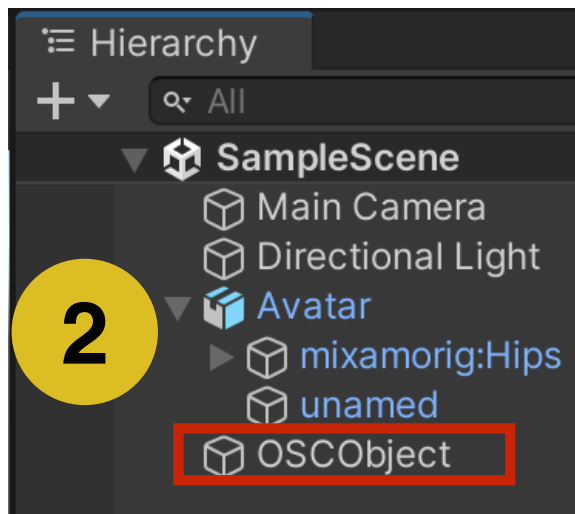 Hierarchy
All
SampleScene
Main Camera
Directional Light
Avatar
2
mixamorig:Hips
unamed
OSCObject